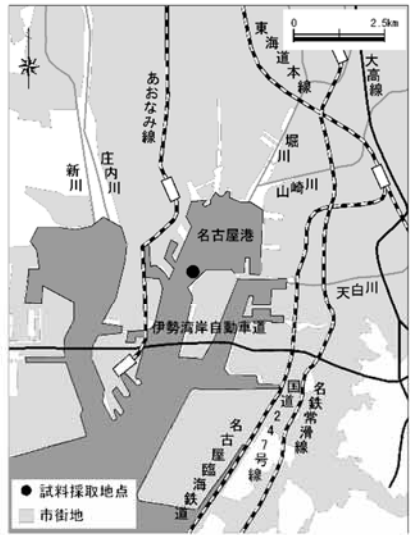 0 2.5km
東海道本線
大高線
あおなみ線
堀川
新川
庄内川
山崎川
名古屋港
天白川
伊勢湾岸自動車道
国道247号線
名鉄常滑線
名古屋臨海鉄道
試料採取地点
市街地